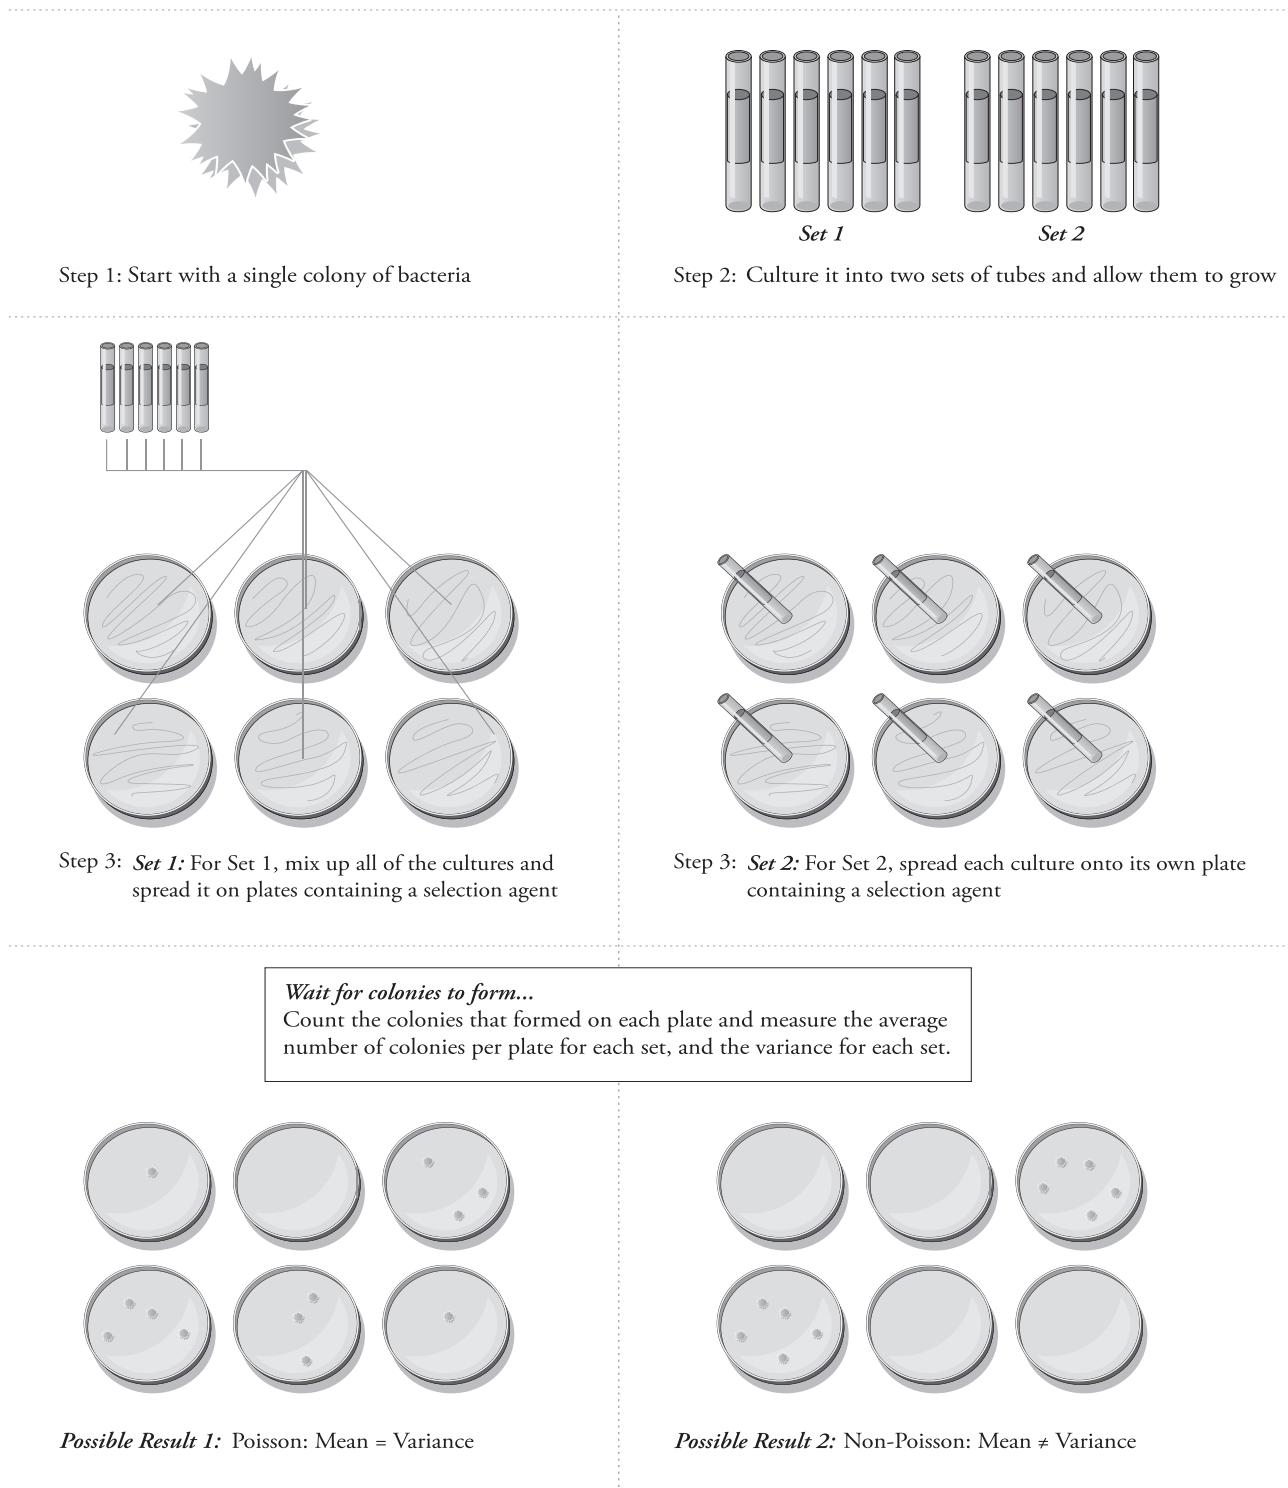 Set 1
Set 2
Step 1: Start with a single colony of bacteria
Step 2: Culture it into two sets of tubes and allow them to grow
Step 3: Set 1: For Set 1, mix up all of the cultures and
spread it on plates containing a selection agent
Step 3: Set 2: For Set 2, spread each culture onto its own plate
containing a selection agent
Wait for colonies to form...
Count the colonies that formed on each plate and measure the average
number of colonies per plate for each set, and the variance for each set.
Possible Result 1: Poisson: Mean = Variance
Possible Result 2: Non-Poisson: Mean ≠ Variance